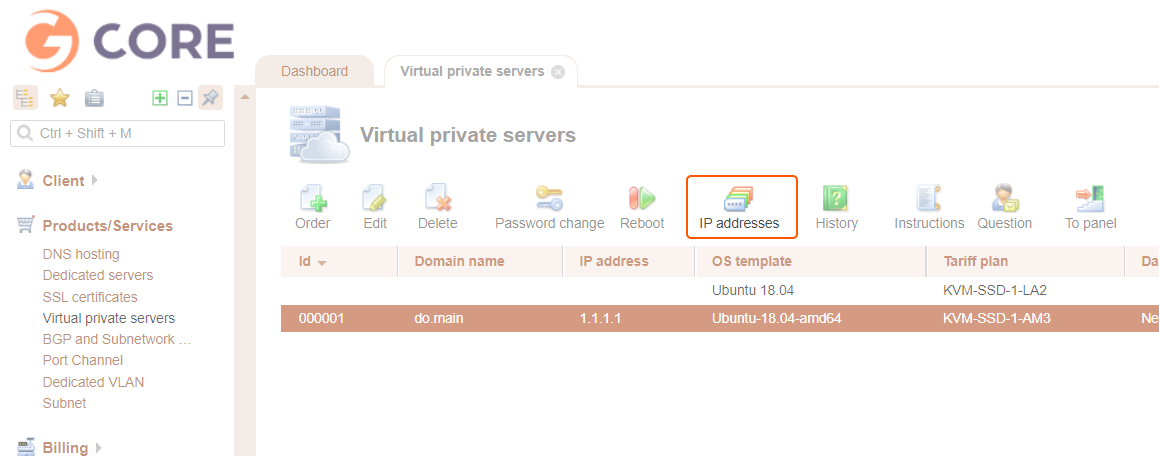 G CORE
Dashboard
Virtual private servers
Ctrl + Shift + M
Virtual private servers
Client
Order Edit Delete Password change Reboot IP addresses History Instructions Question To panel
Products/Services
DNS hosting
Dedicated servers
SSL certificates
Virtual private servers
BGP and Subnetwork ...
Port Channel
Dedicated VLAN
Subnet
Billing
Id Domain name IP address OS template Tariff plan Da
Ubuntu 18.04 KVM-SSD-1-LA2
000001 do.main 1.1.1.1 Ubuntu-18.04-amd64 KVM-SSD-1-AM3 Ne